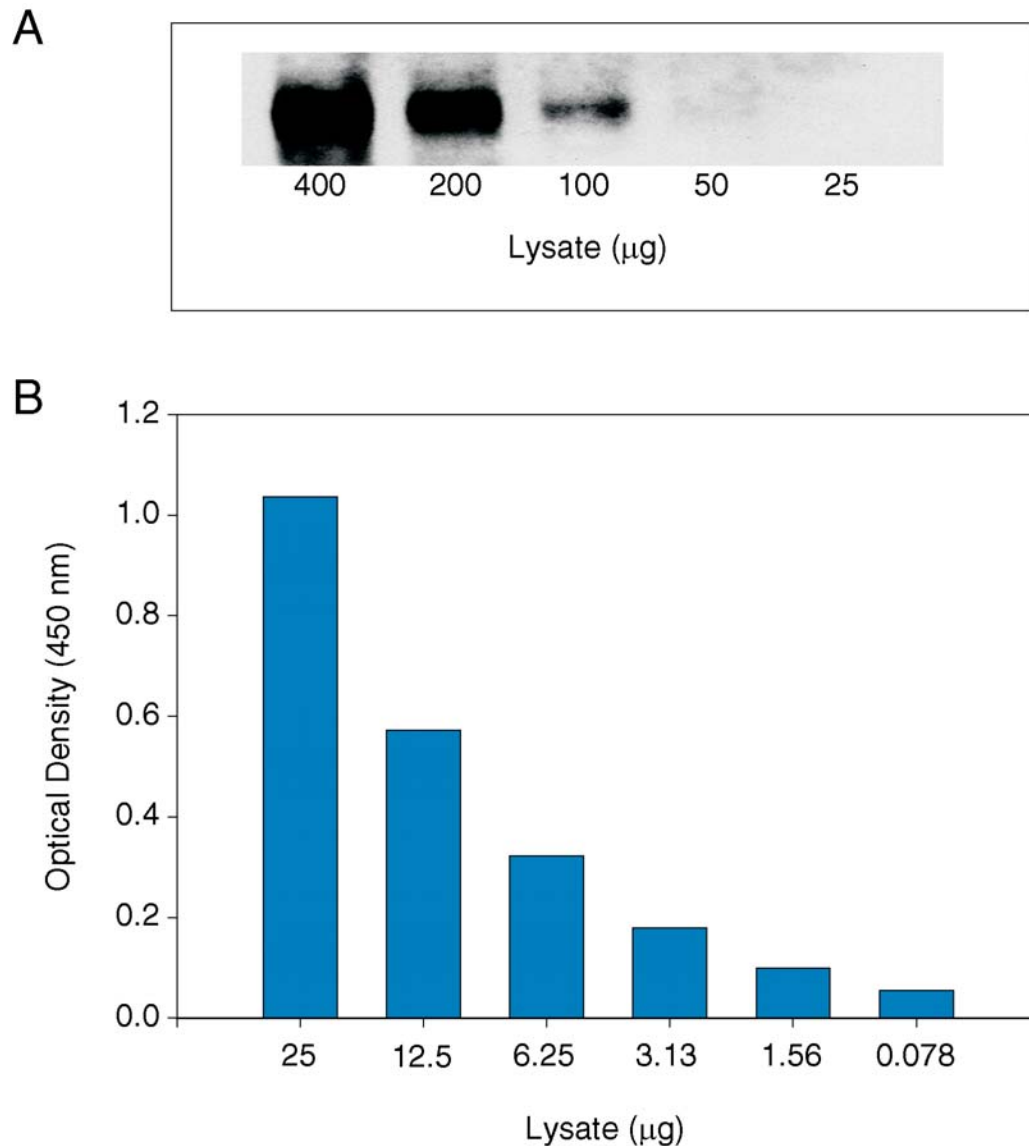 A
400 200 100 50 25
Lysate (μg)
B
Optical Density (450 nm)
1.2
1.0
0.8
0.6
0.4
0.2
0.0
25 12.5 6.25 3.13 1.56 0.078
Lysate (μg)